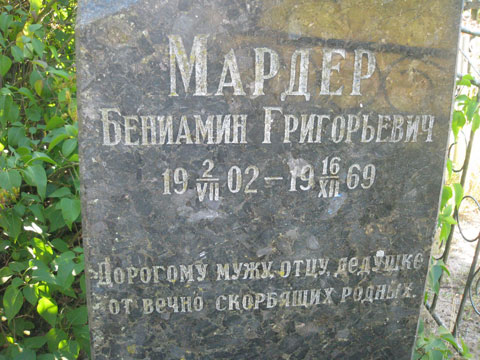 МАРДЕР
БЕНИАМИН ГРИГОРЬЕВИЧ
19 2/VII 02 – 19 16/XII 69
ДОРОГОМУ МУЖУ, ОТЦУ, ДЕДУШКЕ
ОТ ВЕЧНО СКОРБЯЩИХ РОДНЫХ.